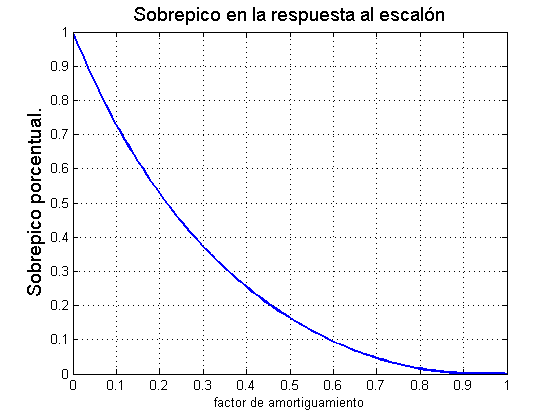 Sobrepico en la respuesta al escalón
Sobrepico porcentual.
1
0.9
0.8
0.7
0.6
0.5
0.4
0.3
0.2
0.1
0
0 0.1 0.2 0.3 0.4 0.5 0.6 0.7 0.8 0.9 1
factor de amortiguamiento